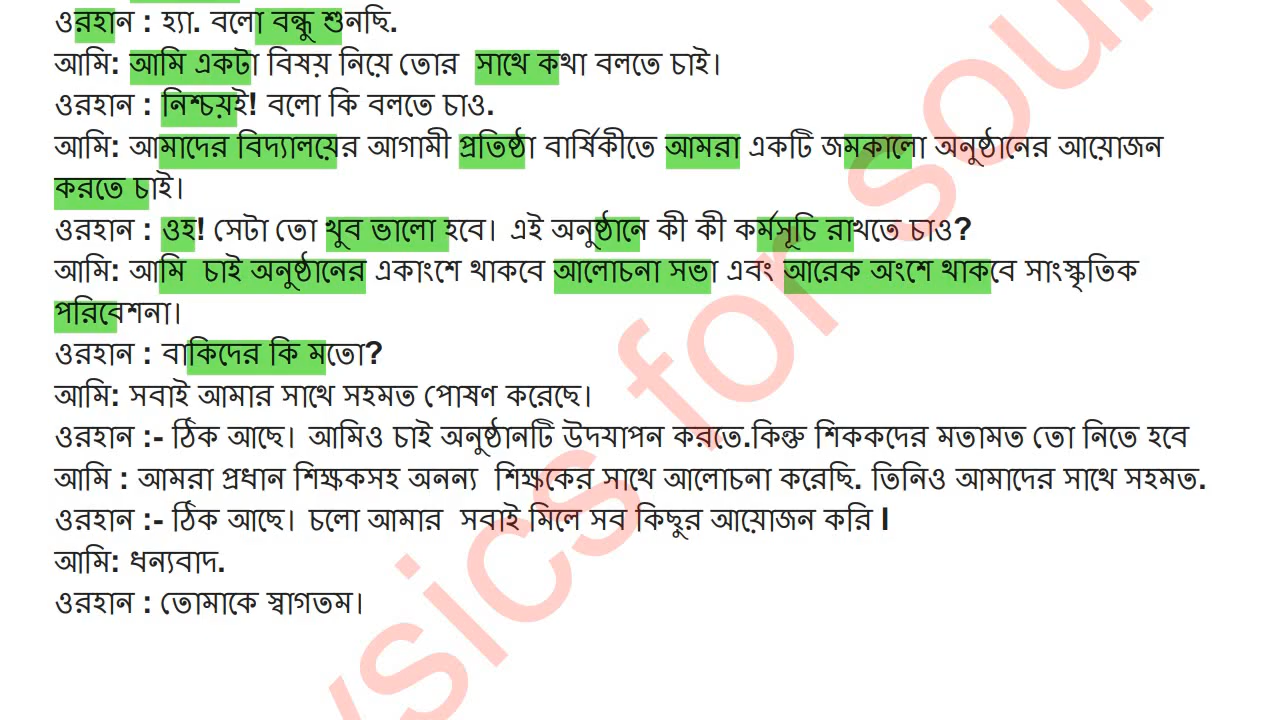 ওরহান : হ্যা. বলো বন্ধু শুনছি.
আমি: আমি একটা বিষয় নিয়ে তোর সাথে কথা বলতে চাই।
ওরহান : নিশ্চয়ই! বলো কি বলতে চাও.
আমি: আমাদের বিদ্যালয়ের আগামী প্রতিষ্ঠা বার্ষিকীতে আমরা একটি জমকালো অনুষ্ঠানের আয়োজন
করতে চাই।
ওরহান : ওহ! সেটা তো খুব ভালো হবে। এই অনুষ্ঠানে কী কী কর্মসূচি রাখতে চাও?
আমি: আমি চাই অনুষ্ঠানের একাংশে থাকবে আলোচনা সভা এবং আরেক অংশে থাকবে সাংস্কৃতিক
পরিবেশনা।
ওরহান : বাকিদের কি মতো?
আমি: সবাই আমার সাথে সহমত পোষণ করেছে।
ওরহান :- ঠিক আছে। আমিও চাই অনুষ্ঠানটি উদযাপন করতে.কিন্তু শিককদের মতামত তো নিতে হবে
আমি : আমরা প্রধান শিক্ষকসহ অনন্য শিক্ষকের সাথে আলোচনা করেছি. তিনিও আমাদের সাথে সহমত.
ওরহান :- ঠিক আছে। চলো আমার সবাই মিলে সব কিছুর আয়োজন করি l
আমি: ধন্যবাদ.
ওরহান : তোমাকে স্বাগতম।
ysics for sour